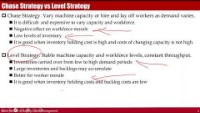 Chase Strategy vs Level Strategy
Chase Strategy: Vary machine capacity or hire and lay off workers as demand varies.
It is difficult and expensive to vary capacity and workforce.
Negative effect on workforce morale
Low levels of inventory
It is good when inventory holding cost is high and costs of changing capacity is not high
Level Strategy: Stable machine capacity and workforce levels, constant throughput.
Inventories carried over from low to high demand periods
Large inventories and backlogs may accumulate
Better for worker morale
It is good when inventory holding costs and backlog costs are low